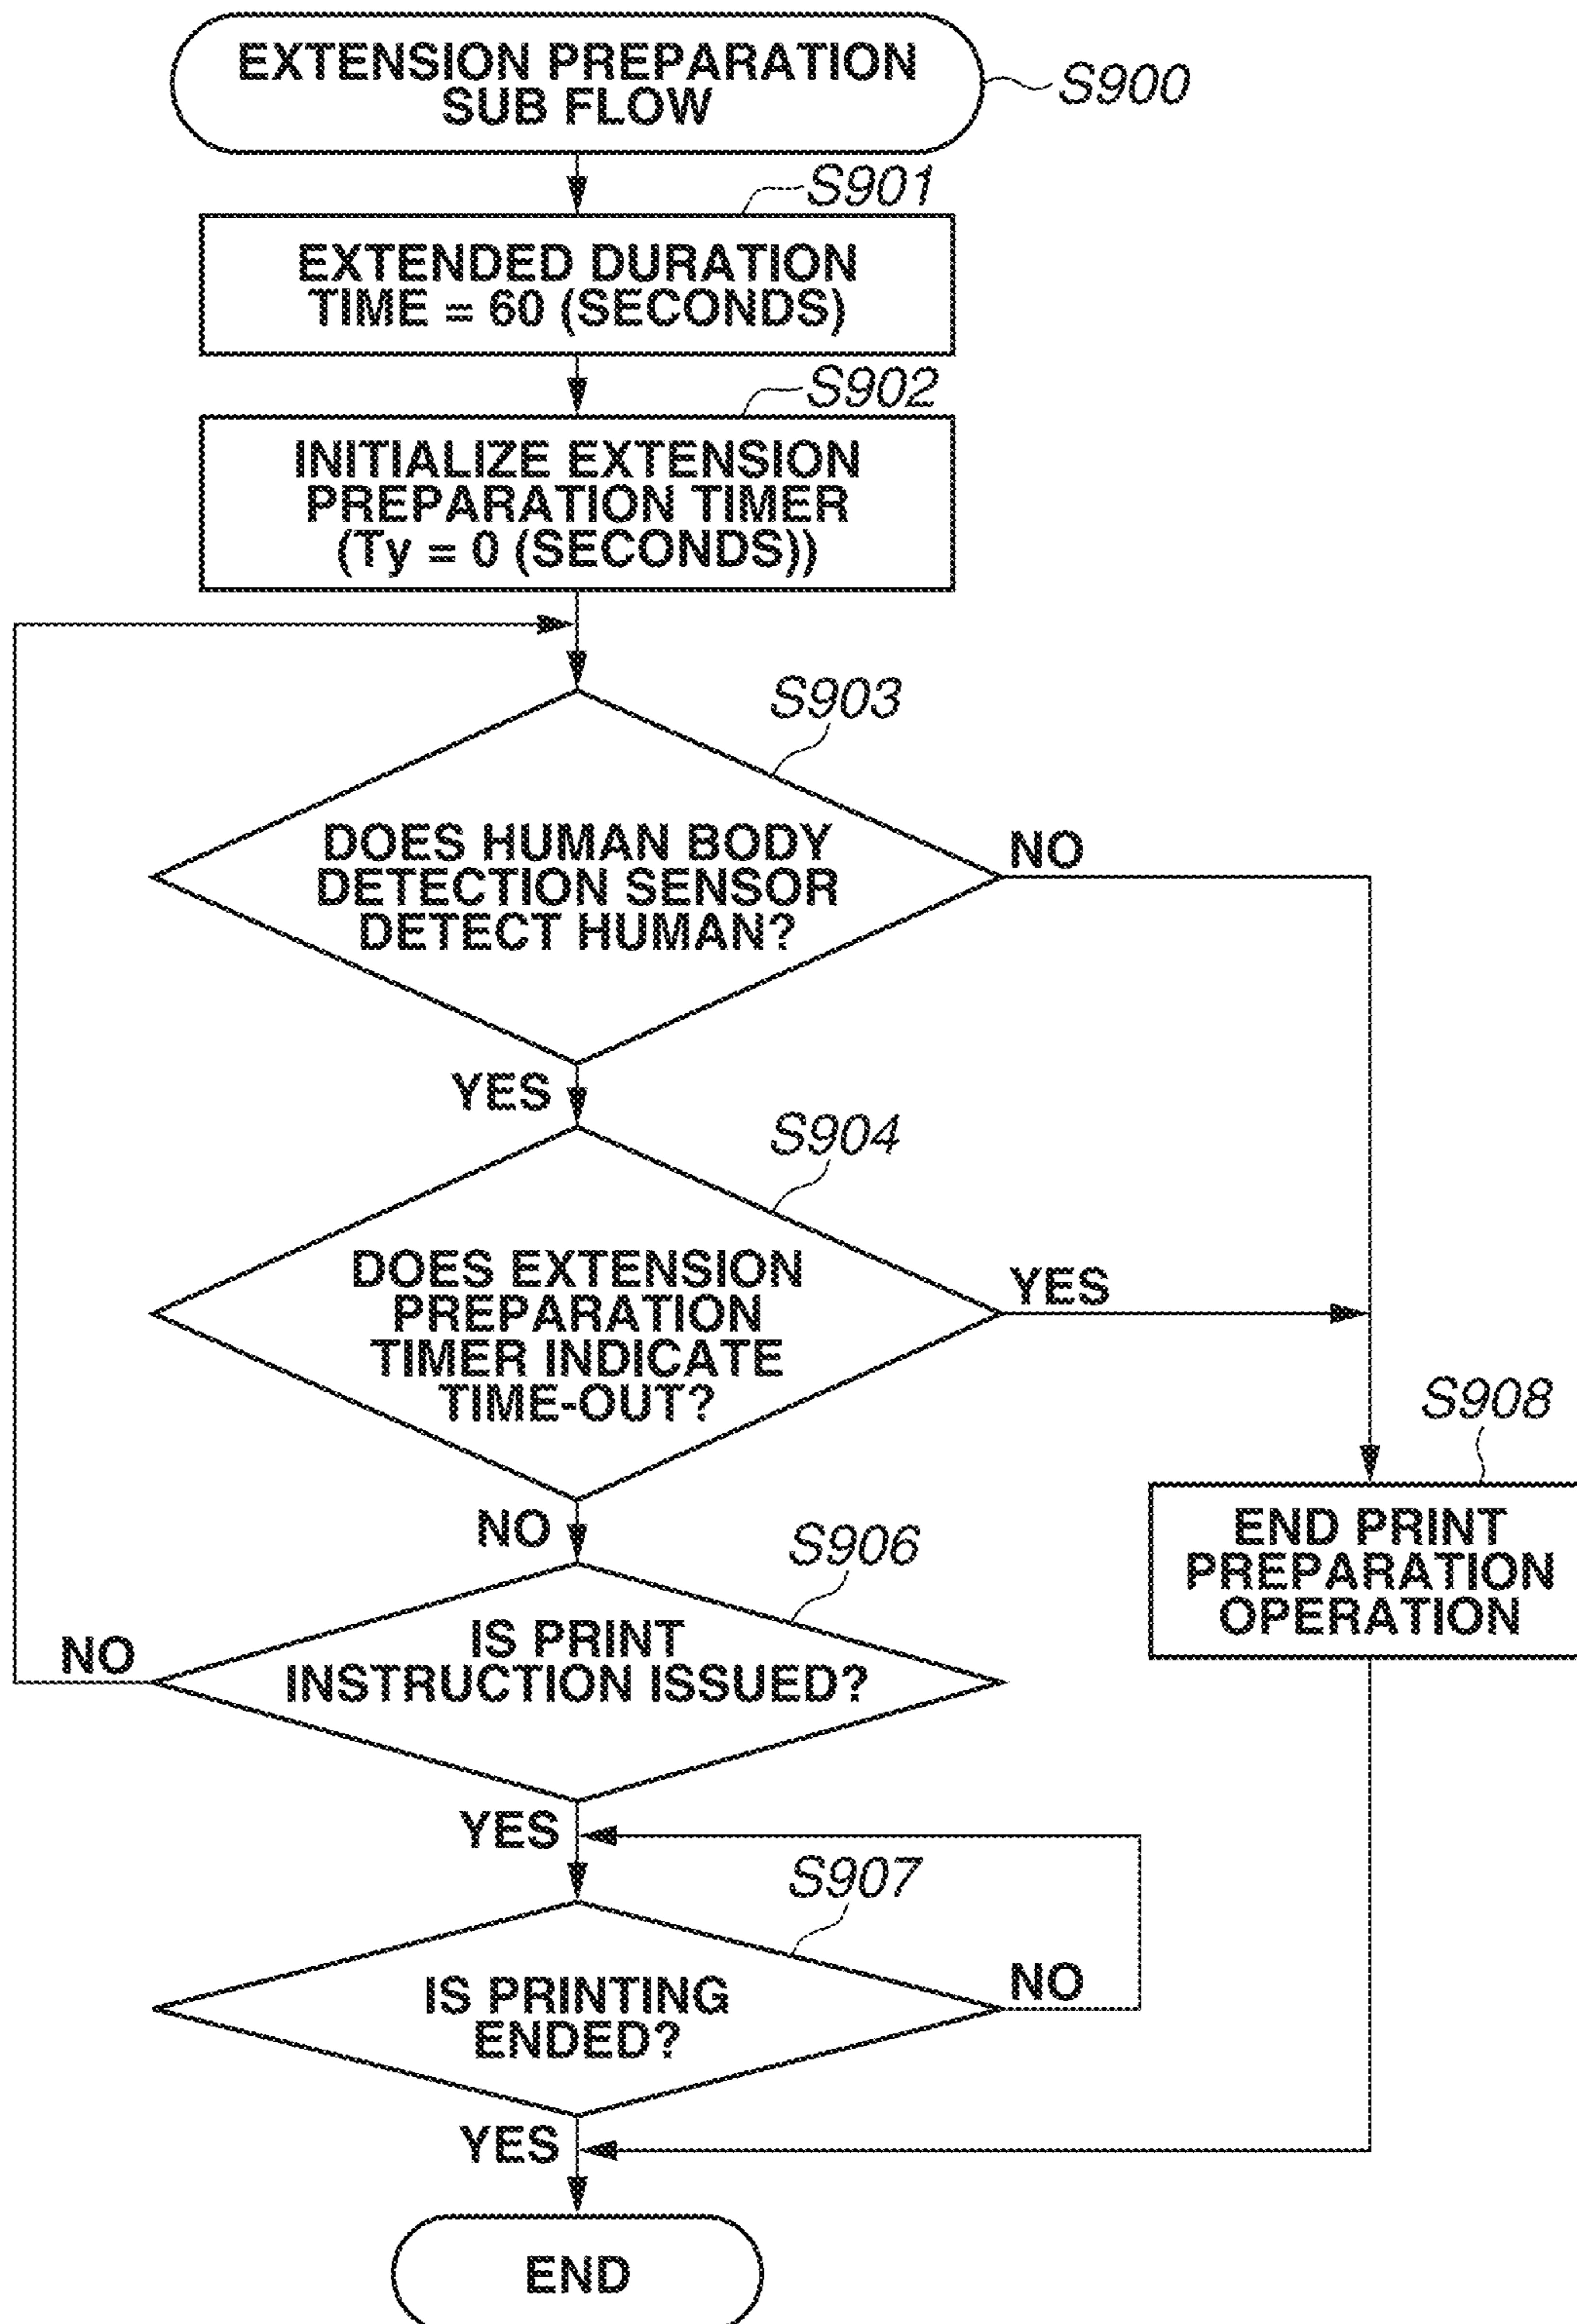 EXTENSION PREPARATION
SUB FLOW
S900
S901
EXTENDED DURATION
TIME = 60 (SECONDS)
S902
INITIALIZE EXTENSION
PREPARATION TIMER
(Ty = 0 (SECONDS))
S903
DOES HUMAN BODY
DETECTION SENSOR
DETECT HUMAN?
NO
YES
S904
DOES EXTENSION
PREPARATION
TIMER INDICATE
TIME-OUT?
YES
NO
S908
END PRINT
PREPARATION
OPERATION
S906
IS PRINT
INSTRUCTION ISSUED?
NO
YES
S907
IS PRINTING
ENDED?
NO
YES
END